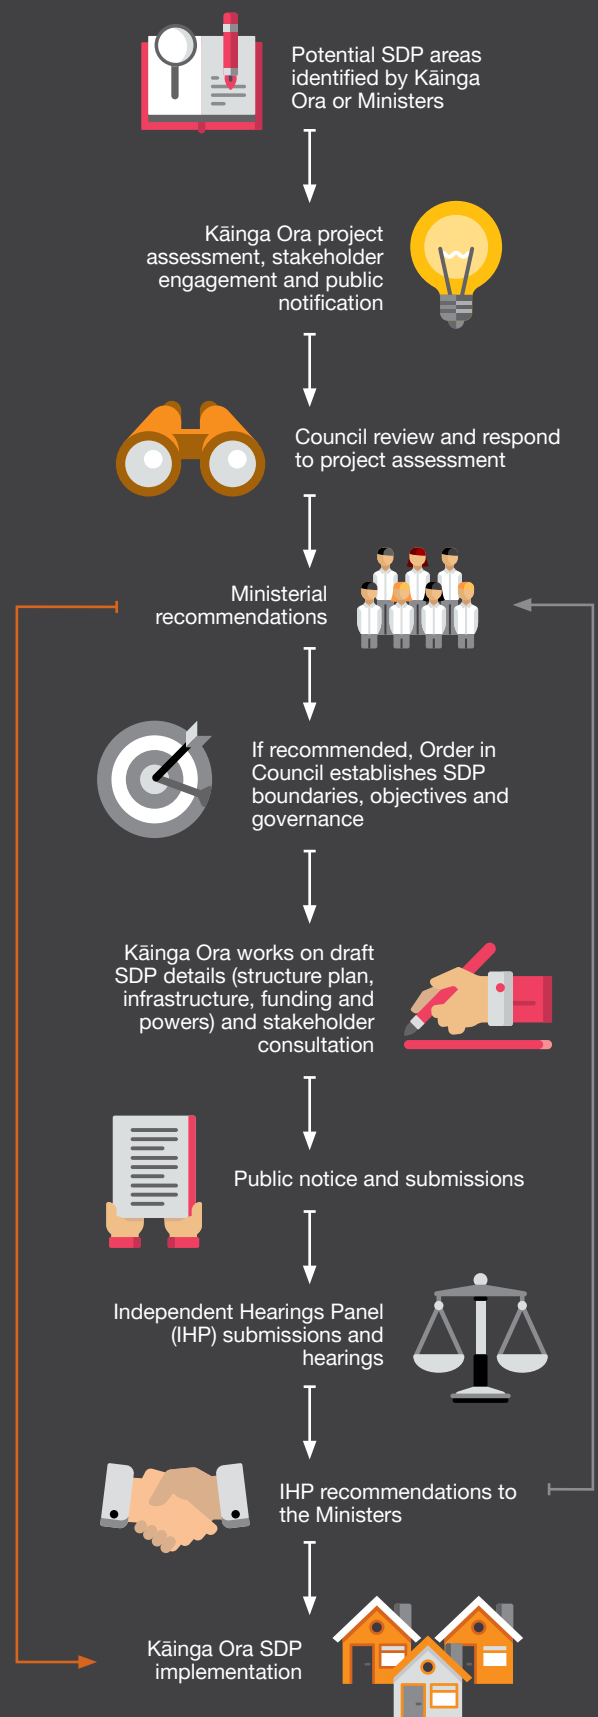 Potential SDP areas
identified by Kāinga
Ora or Ministers
Kāinga Ora project
assessment, stakeholder
engagement and public
notification
Council review and respond
to project assessment
Ministerial
recommendations
If recommended, Order in
Council establishes SDP
boundaries, objectives and
governance
Kāinga Ora works on draft
SDP details (structure plan,
infrastructure, funding and
powers) and stakeholder
consultation
Public notice and submissions
Independent Hearings Panel
(IHP) submissions and
hearings
IHP recommendations to
the Ministers
Kāinga Ora SDP
implementation